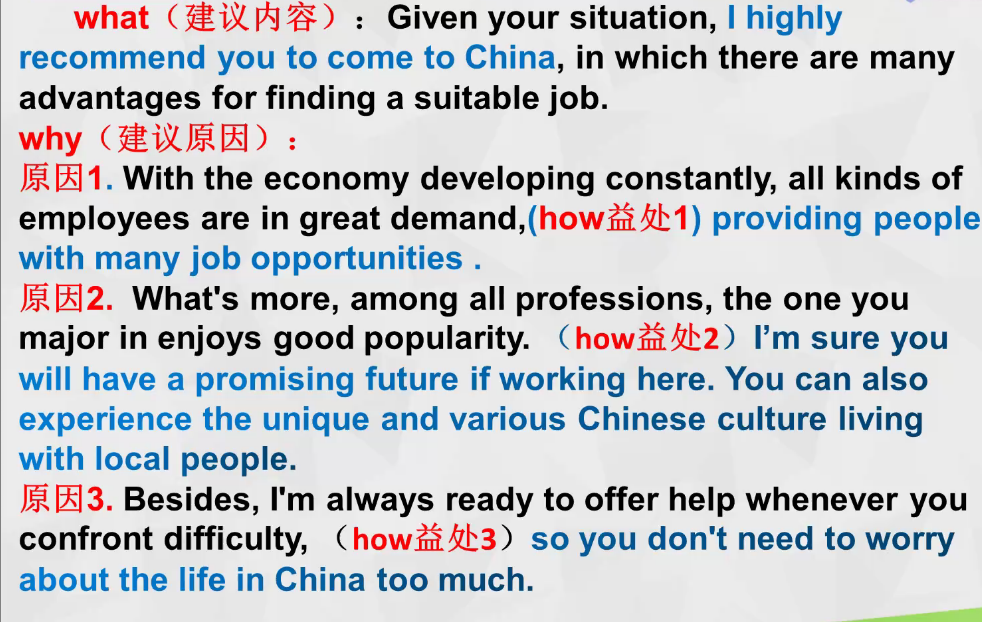 what（建议内容）：Given your situation, I highly
recommend you to come to China, in which there are many
advantages for finding a suitable job.
why（建议原因）：
原因1. With the economy developing constantly, all kinds of
employees are in great demand,(how益处1) providing people
with many job opportunities .
原因2. What's more, among all professions, the one you
major in enjoys good popularity. （how益处2）I’m sure you
will have a promising future if working here. You can also
experience the unique and various Chinese culture living
with local people.
原因3. Besides, I'm always ready to offer help whenever you
confront difficulty, （how益处3）so you don't need to worry
about the life in China too much.